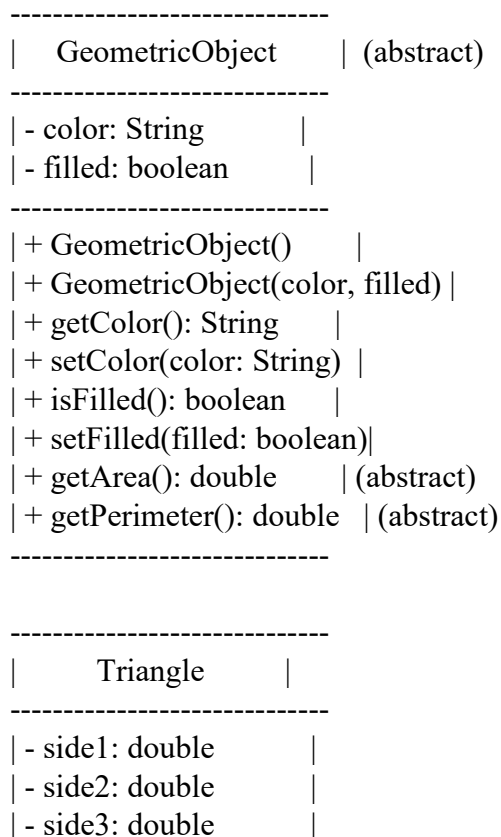 ------------------------------
|     GeometricObject       |  (abstract)
------------------------------
| - color: String          |
| - filled: boolean         |
------------------------------
| + GeometricObject()      |
| + GeometricObject(color, filled) |
| + getColor(): String      |
| + setColor(color: String)  |
| + isFilled(): boolean      |
| + setFilled(filled: boolean)|
| + getArea(): double       | (abstract)
| + getPerimeter(): double   | (abstract)
------------------------------
------------------------------
|         Triangle         |
------------------------------
| - side1: double          |
| - side2: double          |
| - side3: double          |